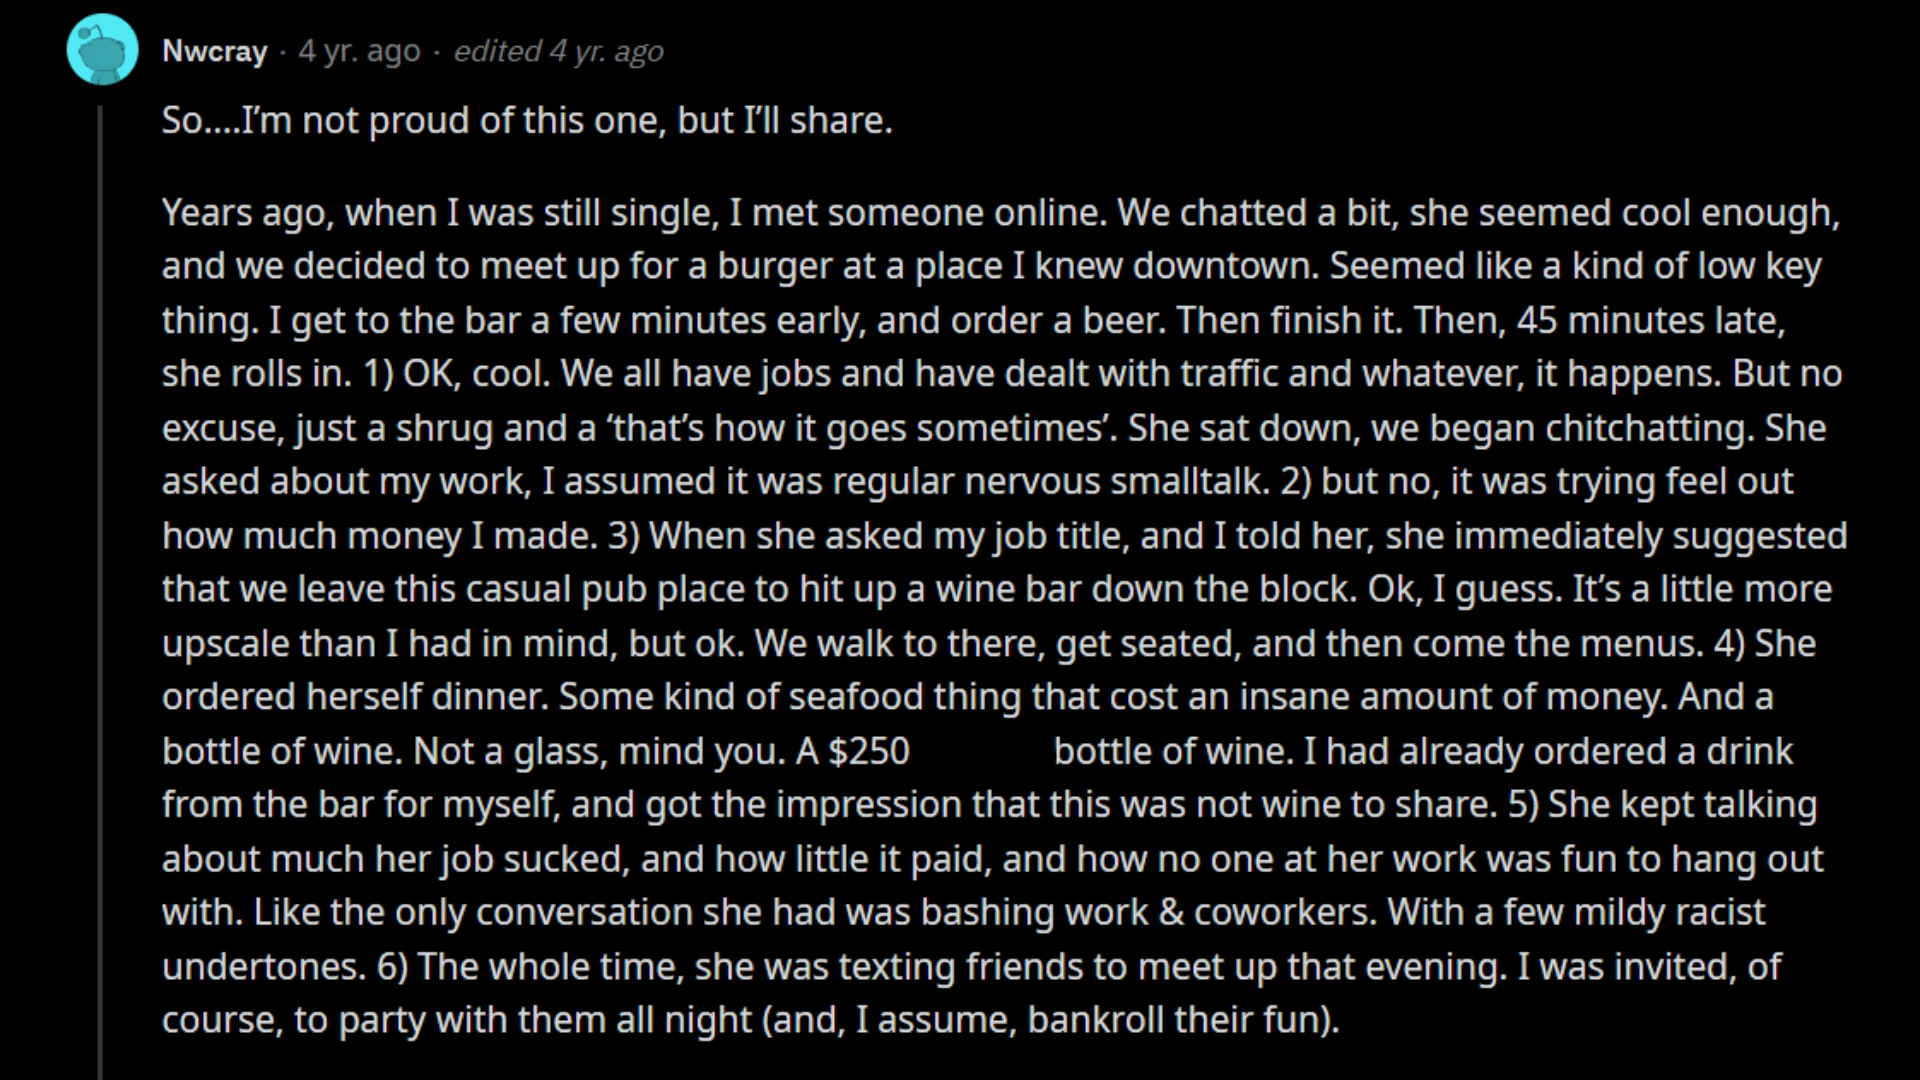 Nwcray · 4 yr. ago · edited 4 yr. ago
So....I’m not proud of this one, but I’ll share.
Years ago, when I was still single, I met someone online. We chatted a bit, she seemed cool enough,
and we decided to meet up for a burger at a place I knew downtown. Seemed like a kind of low key
thing. I get to the bar a few minutes early, and order a beer. Then finish it. Then, 45 minutes late,
she rolls in. 1) OK, cool. We all have jobs and have dealt with traffic and whatever, it happens. But no
excuse, just a shrug and a ‘that’s how it goes sometimes’. She sat down, we began chitchatting. She
asked about my work, I assumed it was regular nervous smalltalk. 2) but no, it was trying feel out
how much money I made. 3) When she asked my job title, and I told her, she immediately suggested
that we leave this casual pub place to hit up a wine bar down the block. Ok, I guess. It’s a little more
upscale than I had in mind, but ok. We walk to there, get seated, and then come the menus. 4) She
ordered herself dinner. Some kind of seafood thing that cost an insane amount of money. And a
bottle of wine. Not a glass, mind you. A $250 bottle of wine. I had already ordered a drink
from the bar for myself, and got the impression that this was not wine to share. 5) She kept talking
about much her job sucked, and how little it paid, and how no one at her work was fun to hang out
with. Like the only conversation she had was bashing work & coworkers. With a few mildy racist
undertones. 6) The whole time, she was texting friends to meet up that evening. I was invited, of
course, to party with them all night (and, I assume, bankroll their fun).